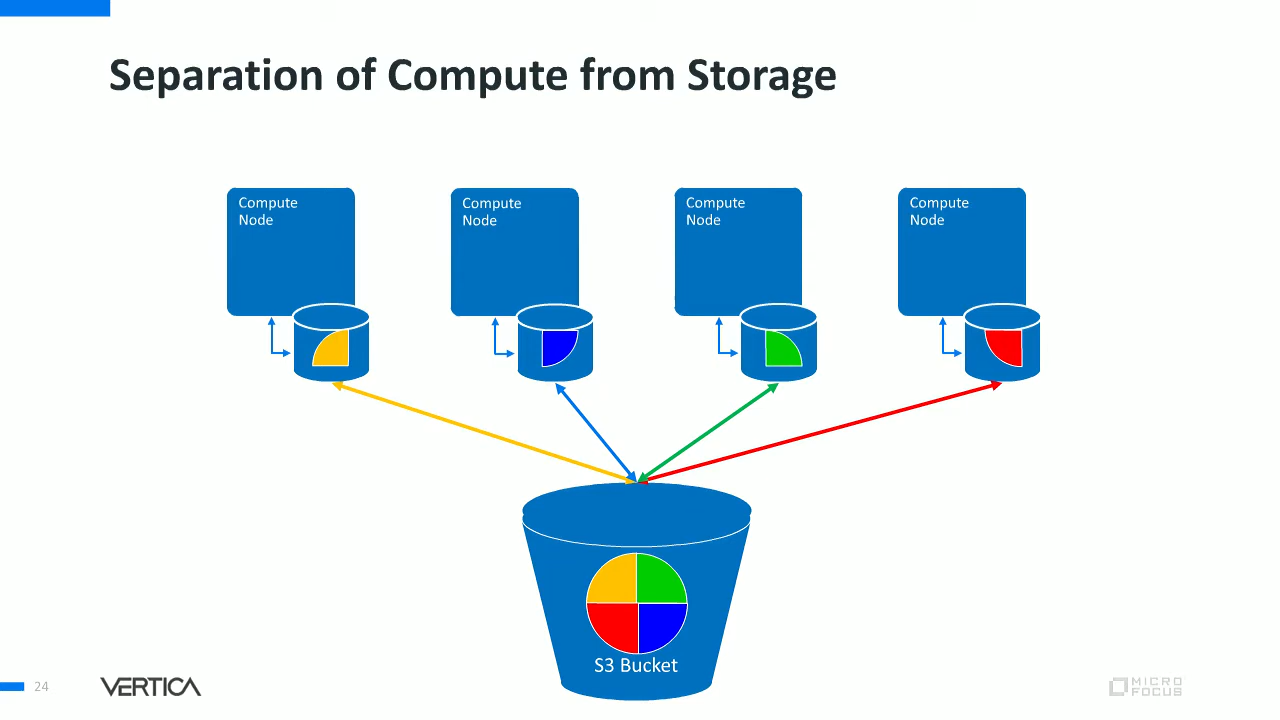 Separation of Compute from Storage
Compute
Node
Compute
Node
Compute
Node
Compute
Node
S3 Bucket
24
VERTICA
MICRO
FOCUS